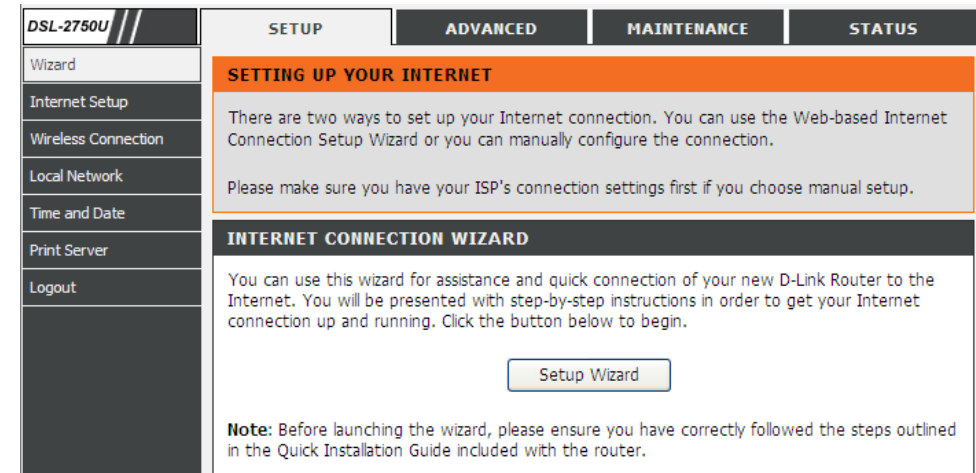 DSL-2750U
SETUP
ADVANCED
MAINTENANCE
STATUS
Wizard
Internet Setup
Wireless Connection
Local Network
Time and Date
Print Server
Logout
SETTING UP YOUR INTERNET
There are two ways to set up your Internet connection. You can use the Web-based Internet
Connection Setup Wizard or you can manually configure the connection.
Please make sure you have your ISP's connection settings first if you choose manual setup.
INTERNET CONNECTION WIZARD
You can use this wizard for assistance and quick connection of your new D-Link Router to the
Internet. You will be presented with step-by-step instructions in order to get your Internet
connection up and running. Click the button below to begin.
Setup Wizard
Note: Before launching the wizard, please ensure you have correctly followed the steps outlined
in the Quick Installation Guide included with the router.